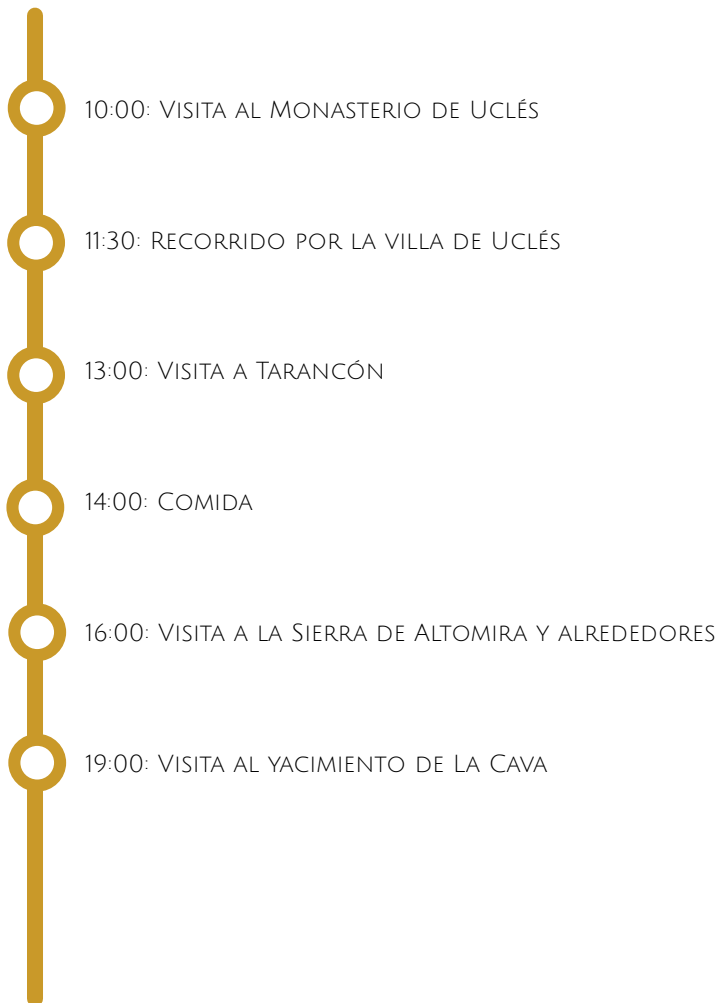 10:00: Visita al Monasterio de Uclés
11:30: Recorrido por la villa de Uclés
13:00: Visita a Tarancón
14:00: Comida
16:00: Visita a la Sierra de Altomira y alrededores
19:00: Visita al yacimiento de La Cava